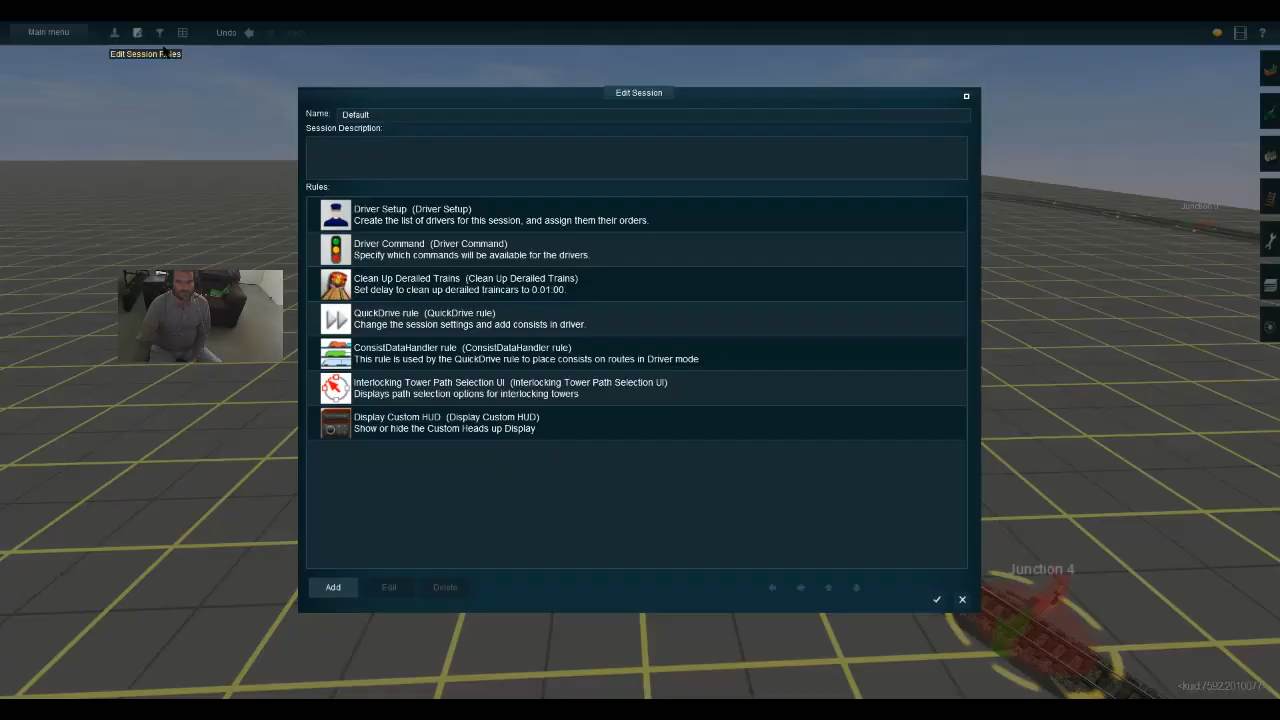 Main menu
Undo
?
Edit Session Rules
Edit Session
Name: Default
Session Description:
Rules:
Driver Setup (Driver Setup)
Create the list of drivers for this session, and assign them their orders.
Driver Command (Driver Command)
Specify which commands will be available for the drivers.
Clean Up Derailed Trains (Clean Up Derailed Trains)
Set delay to clean up derailed traincars to 0.01:00.
QuickDrive rule (QuickDrive rule)
Change the session settings and add consists in driver.
ConsistDataHandler rule (ConsistDataHandler rule)
This rule is used by the QuickDrive rule to place consists on routes in Driver mode
Interlocking Tower Path Selection UI (Interlocking Tower Path Selection UI)
Displays path selection options for interlocking towers
Display Custom HUD (Display Custom HUD)
Show or hide the Custom Heads up Display
Add
Edit
Delete
Junction
Junction 4